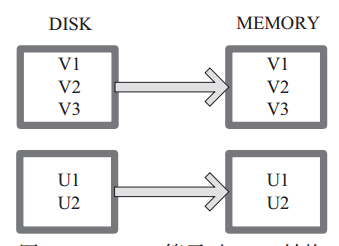 DISK MEMORY
V1 V1
V2 V2
V3 V3
U1 U1
U2 U2